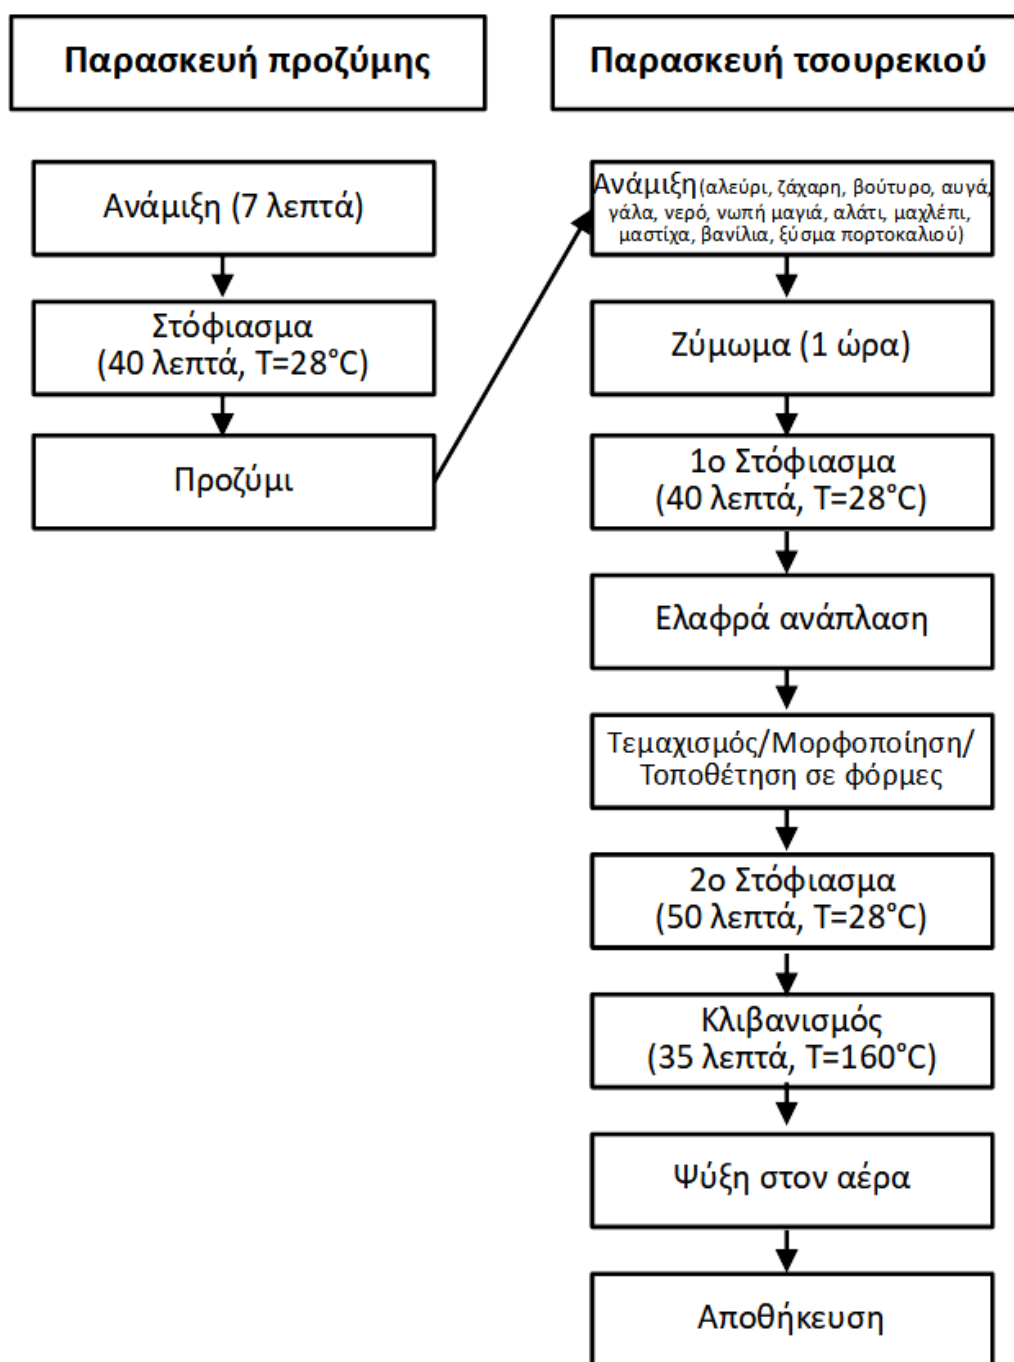 Παρασκευή προζύμης
Ανάμιξη (7 λεπτά)
Στόφιασμα
(40 λεπτά, T=28°C)
Προζύμι
Παρασκευή τσουρεκιού
Ανάμιξη (αλεύρι, ζάχαρη, βούτυρο, αυγά,
γάλα, νερό, νωπή μαγιά, αλάτι, μαχλέπι,
μαστίχα, βανίλια, ξύσμα πορτοκαλιού)
Ζύμωμα (1 ώρα)
1ο Στόφιασμα
(40 λεπτά, T=28°C)
Ελαφρά ανάπλαση
Τεμαχισμός/Μορφοποίηση/
Τοποθέτηση σε φόρμες
2ο Στόφιασμα
(50 λεπτά, T=28°C)
Κλιβανισμός
(35 λεπτά, T=160°C)
Ψύξη στον αέρα
Αποθήκευση